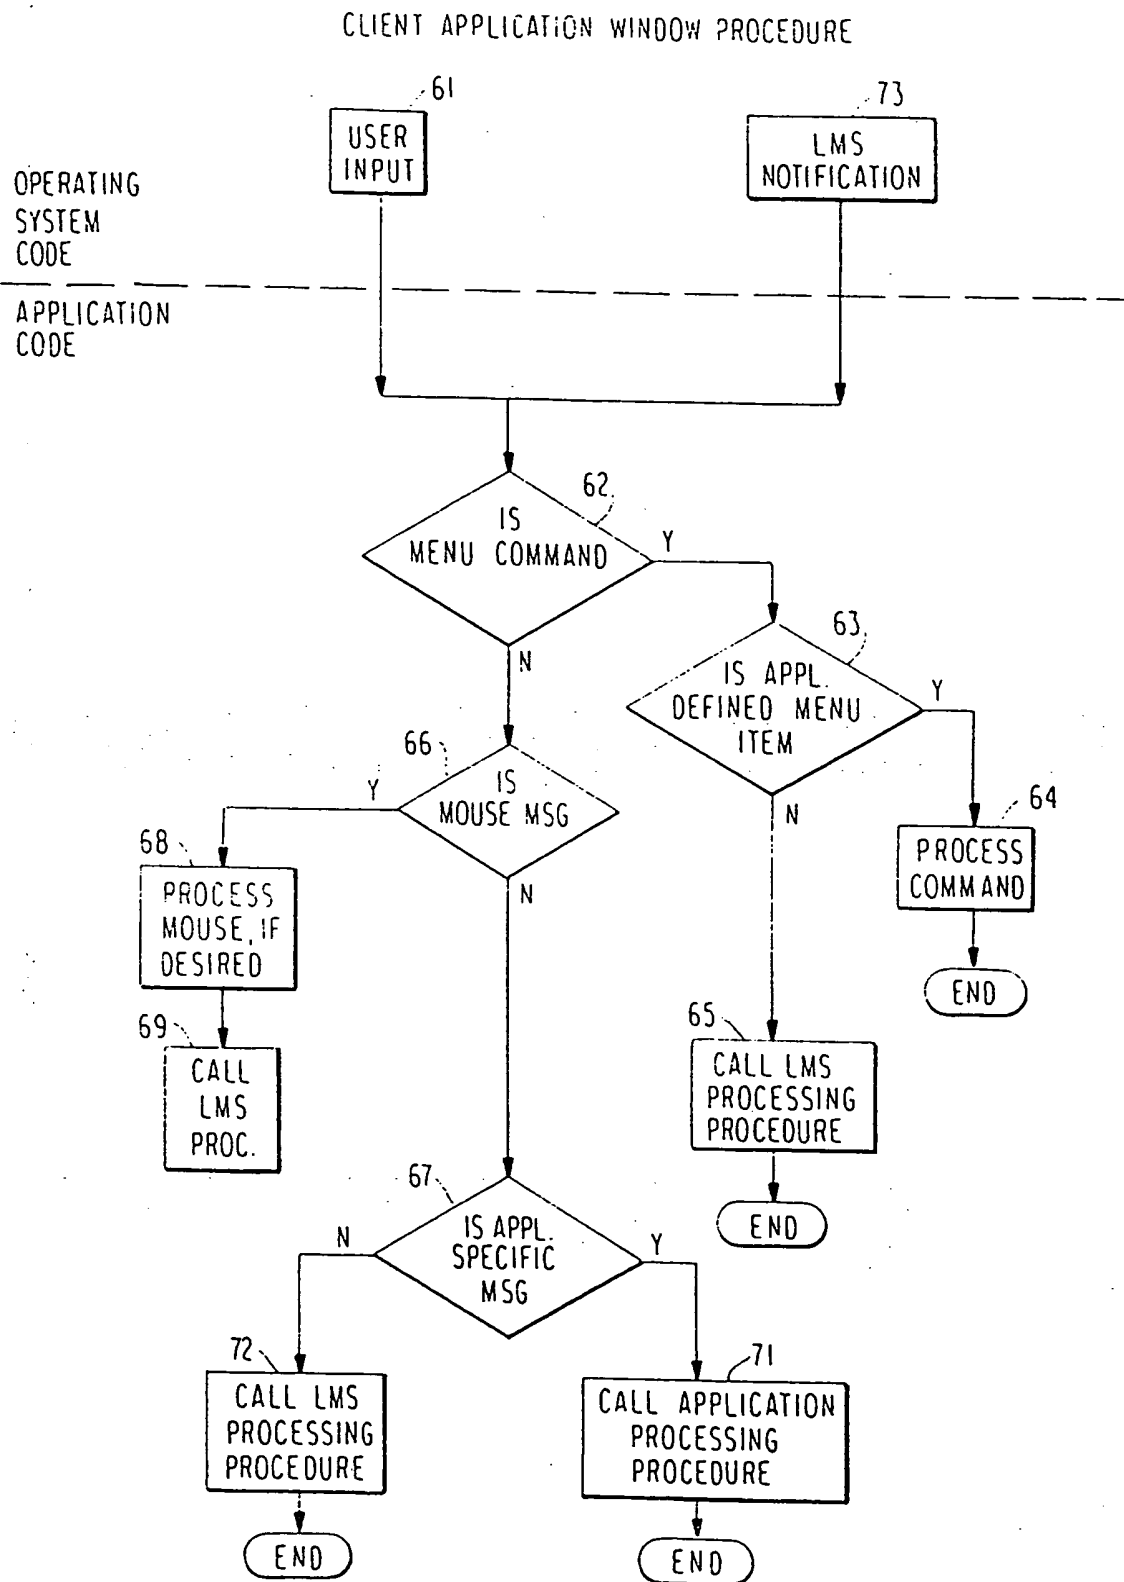 CLIENT APPLICATION WINDOW PROCEDURE
61
73
USER
INPUT
LMS
NOTIFICATION
OPERATING
SYSTEM
CODE
APPLICATION
CODE
62
IS
MENU COMMAND
Y
N
63
IS APPL.
DEFINED MENU
ITEM
Y
N
66
IS
MOUSE MSG
Y
N
64
PROCESS
COMMAND
END
68
PROCESS
MOUSE, IF
DESIRED
69
CALL
LMS
PROC.
65
CALL LMS
PROCESSING
PROCEDURE
END
67
IS APPL.
SPECIFIC
MSG
N
Y
72
CALL LMS
PROCESSING
PROCEDURE
END
71
CALL APPLICATION
PROCESSING
PROCEDURE
END